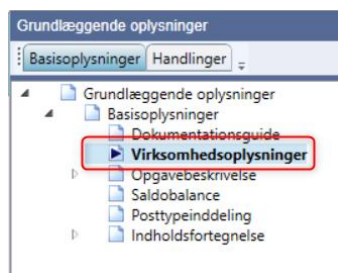 Grundlæggende oplysninger
Basisoplysninger Handlinger
Grundlæggende oplysninger
Basisoplysninger
Dokumentationsguide
Virksomhedsoplysninger
Opgavebeskrivelse
Saldobalance
Posttypeinddeling
Indholdsfortegnelse